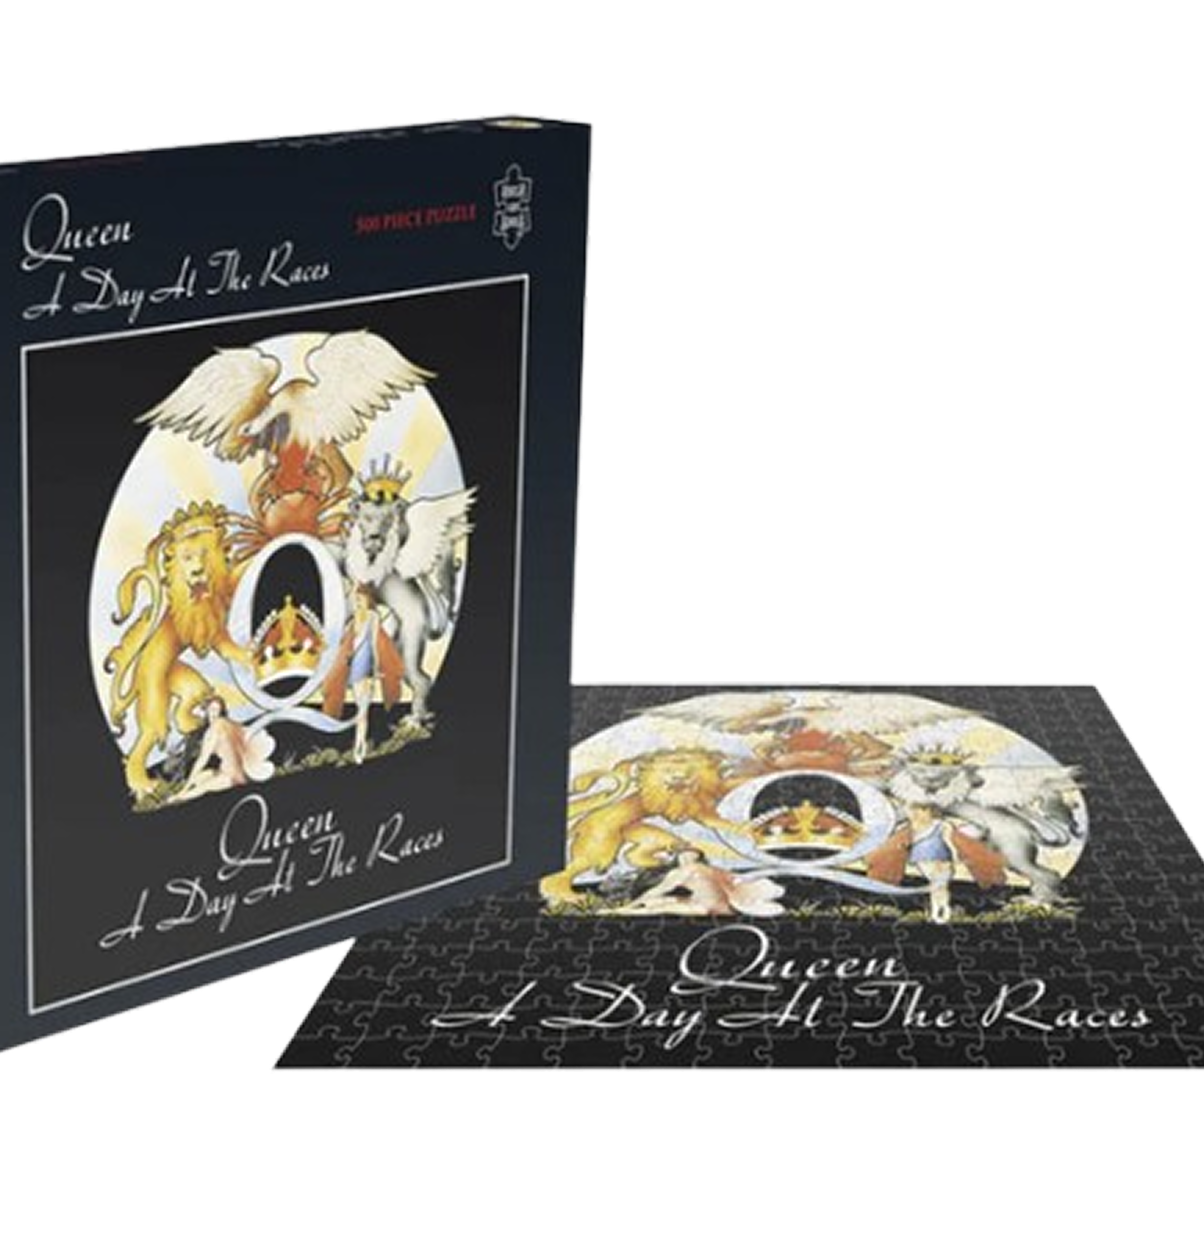 Queen
A Day At The Races
500 PIECE PUZZLE
Q
Queen
A Day At The Races
Q
Queen
A Day At The Races